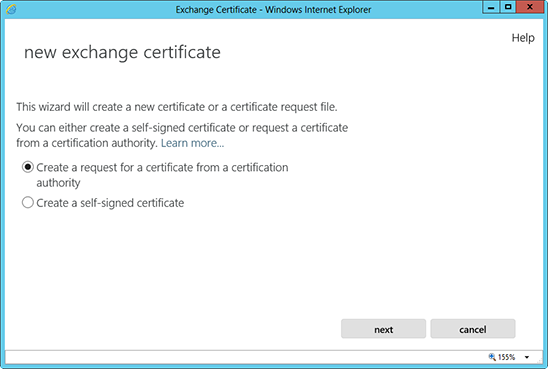 Exchange Certificate - Windows Internet Explorer
Help
new exchange certificate
This wizard will create a new certificate or a certificate request file.
You can either create a self-signed certificate or request a certificate
from a certification authority. Learn more...
Create a request for a certificate from a certification
authority
Create a self-signed certificate
next cancel
155%